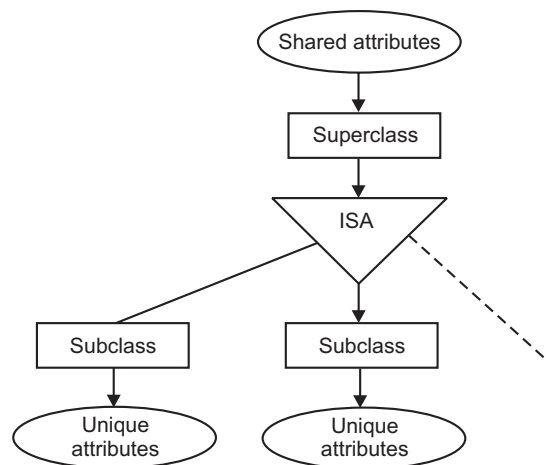 Shared attributes
Superclass
ISA
Subclass
Subclass
Unique
attributes
Unique
attributes